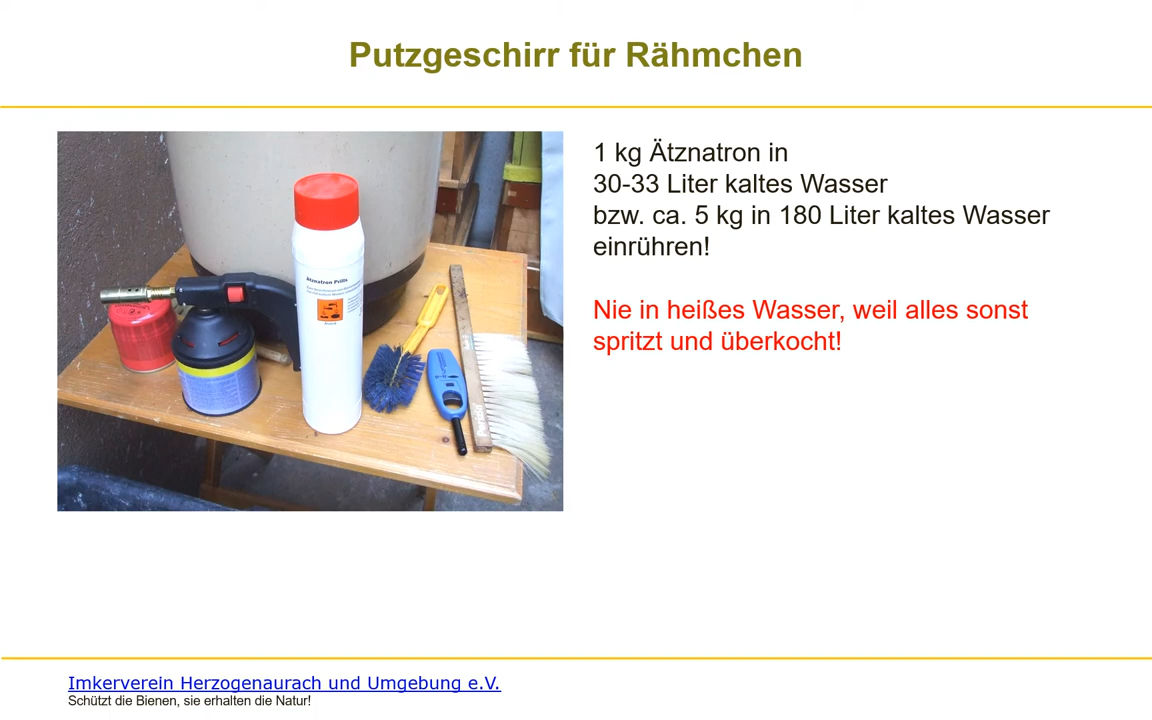 Putzgeschirr für Rähmchen
Ätznatron Prills
1 kg Ätznatron in
30-33 Liter kaltes Wasser
bzw. ca. 5 kg in 180 Liter kaltes Wasser
einrühren!
Nie in heißes Wasser, weil alles sonst
spritzt und überkocht!
Imkerverein Herzogenaurach und Umgebung e.V.
Schützt die Bienen, sie erhalten die Natur!